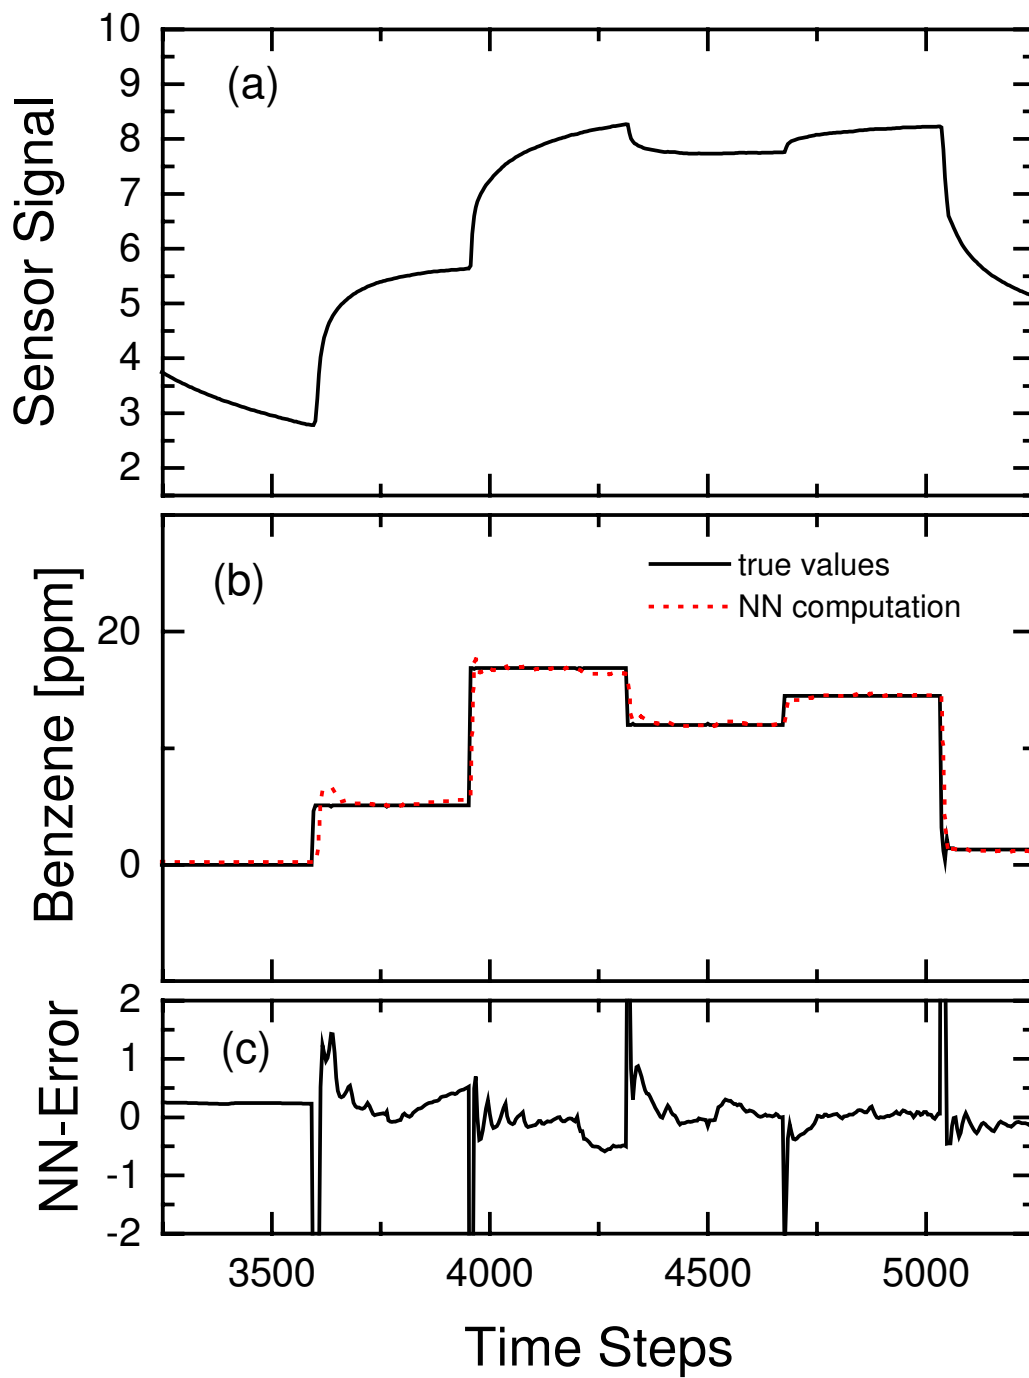 10
9
8
7
6
5
4
3
2
Sensor Signal
(a)
20
0
Benzene [ppm]
(b)
true values
NN computation
2
1
0
-1
-2
NN-Error
(c)
3500 4000 4500 5000
Time Steps